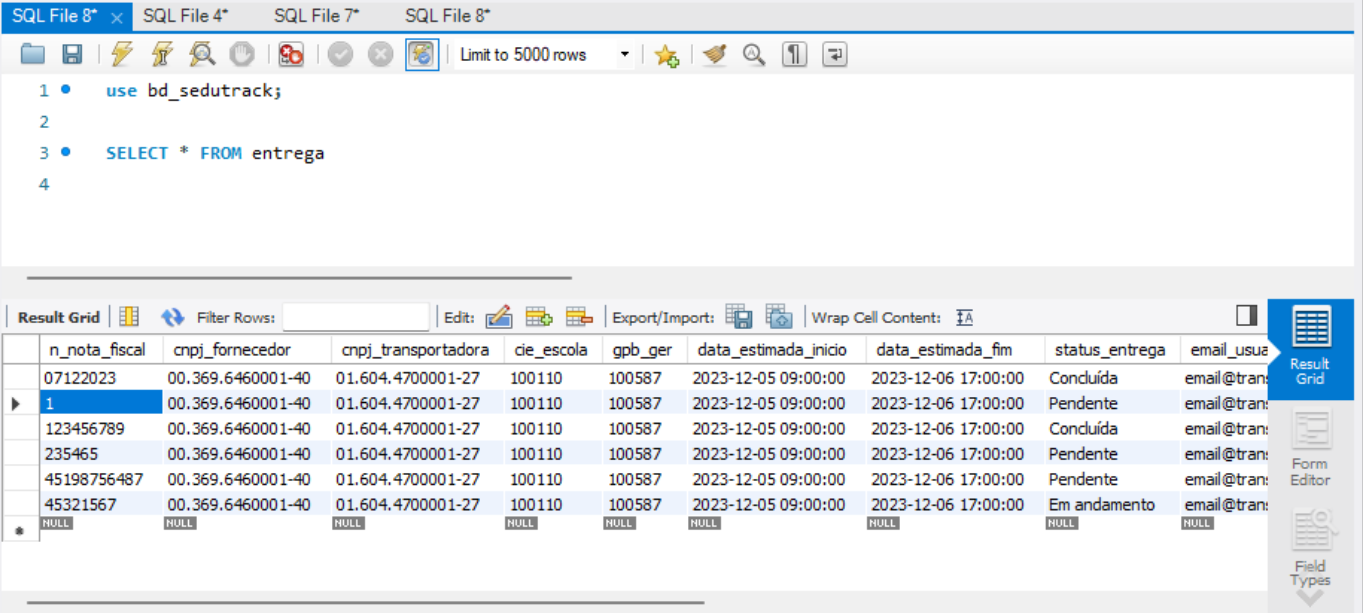 SQL File 8* SQL File 4* SQL File 7* SQL File 8*
Limit to 5000 rows
1 use bd_sedutrack;
2
3 SELECT * FROM entrega
4
Result Grid Filter Rows: Edit: Export/Import: Wrap Cell Content:
n_nota_fiscal cnpj_fornecedor cnpj_transportadora cie_escola gpb_ger data_estimada_inicio data_estimada_fim status_entrega email_usua
07122023 00.369.6460001-40 01.604.4700001-27 100110 100587 2023-12-05 09:00:00 2023-12-06 17:00:00 Concluída email@trans
1 00.369.6460001-40 01.604.4700001-27 100110 100587 2023-12-05 09:00:00 2023-12-06 17:00:00 Pendente email@trans
123456789 00.369.6460001-40 01.604.4700001-27 100110 100587 2023-12-05 09:00:00 2023-12-06 17:00:00 Concluída email@trans
235465 00.369.6460001-40 01.604.4700001-27 100110 100587 2023-12-05 09:00:00 2023-12-06 17:00:00 Pendente email@trans
45198756487 00.369.6460001-40 01.604.4700001-27 100110 100587 2023-12-05 09:00:00 2023-12-06 17:00:00 Pendente email@trans
45321567 00.369.6460001-40 01.604.4700001-27 100110 100587 2023-12-05 09:00:00 2023-12-06 17:00:00 Em andamento email@trans
NULL NULL NULL NULL NULL NULL NULL NULL NULL
Result
Grid
Form
Editor
Field
Types